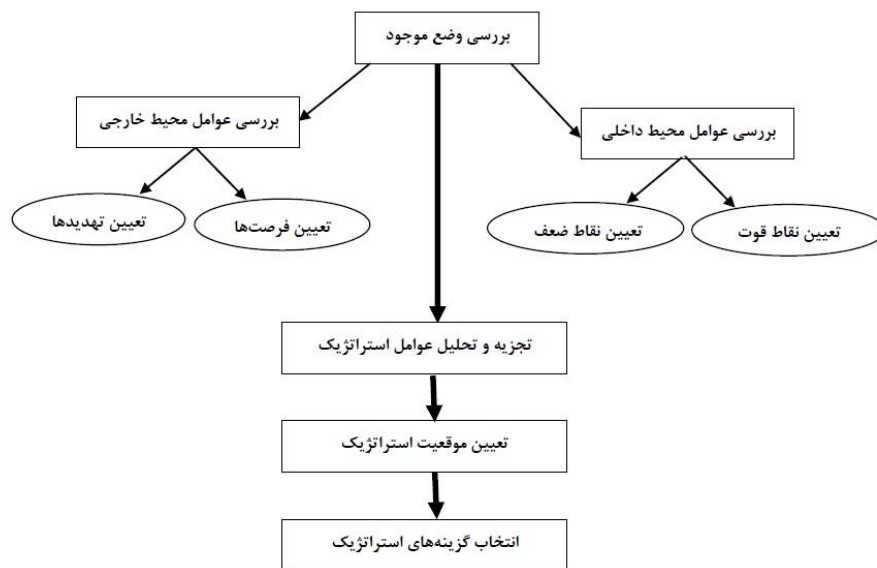 بررسی وضع موجود
بررسی عوامل محیط داخلی
بررسی عوامل محیط خارجی
تعیین نقاط قوت
تعیین نقاط ضعف
تعیین فرصت‌ها
تعیین تهدیدها
تجزیه و تحلیل عوامل استراتژیک
تعیین موقعیت استراتژیک
انتخاب گزینه‌های استراتژیک